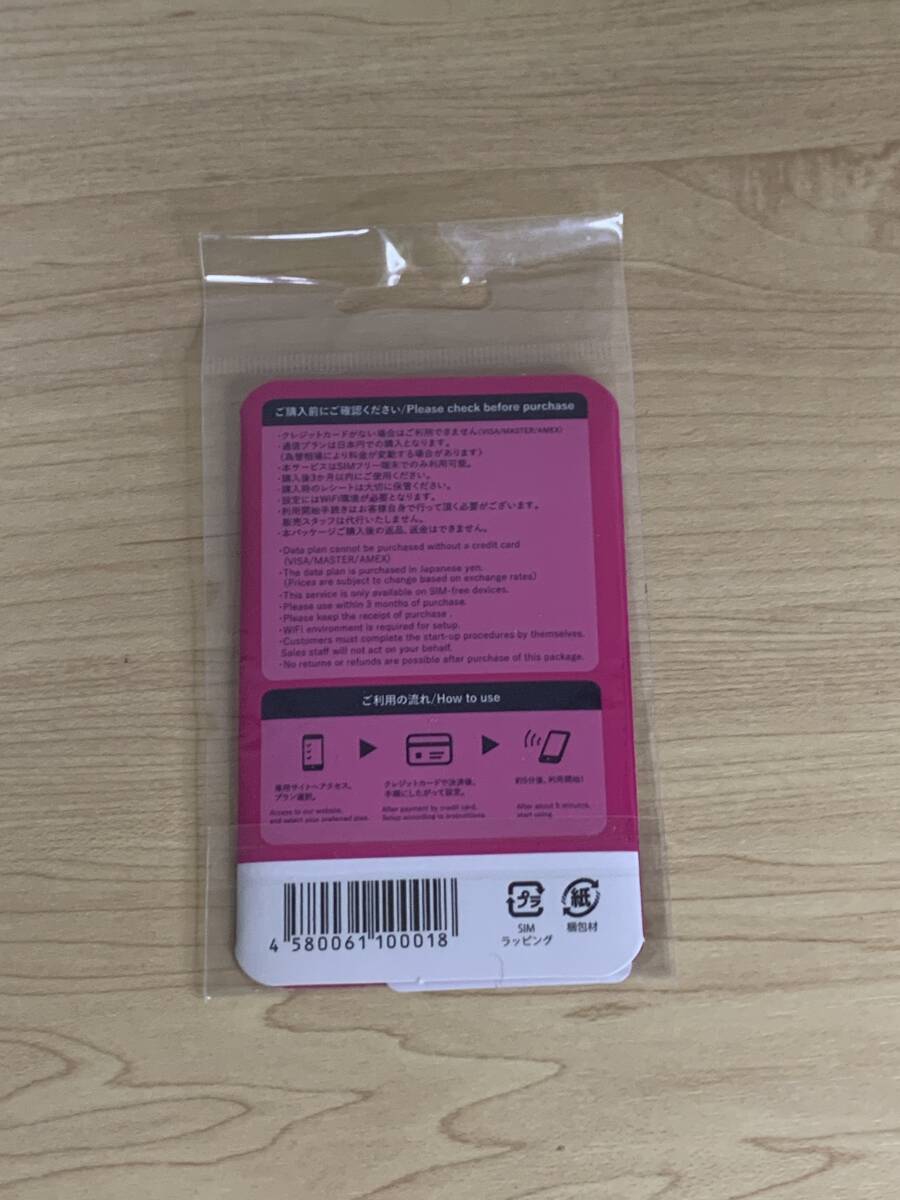 ご購入前にご確認ください/Please check before purchase
・クレジットカードがない場合はご利用できません(VISA/MASTER/AMEX)
・通信プランは日本円での購入となります。
(為替相場により料金が変動する場合があります)
・本サービスはSIMフリー端末でのみ利用可能。
・購入後3か月以内にご使用ください。
・購入時のレシートは大切に保管ください。
・設定にはWiFi環境が必要となります。
・利用開始手続きはお客様自身で行って頂く必要がございます。
販売スタッフは代行いたしません。
・本パッケージご購入後の返品、返金はできません。
・Data plan cannot be purchased without a credit card
(VISA/MASTER/AMEX)
・The data plan is purchased in Japanese yen.
(Prices are subject to change based on exchange rates)
・This service is only available on SIM-free devices.
・Please use within 3 months of purchase.
・Please keep the receipt of purchase .
・WiFi environment is required for setup.
・Customers must complete the start-up procedures by themselves.
Sales staff will not act on your behalf.
・No returns or refunds are possible after purchase of this package.
ご利用の流れ/How to use
専用サイトへアクセス、
プラン選択。
Access to our website,
and select your preferred plan.
クレジットカードで決済後、
手順にしたがって設定。
After payment by credit card,
Setup according to instructions.
約5分後、利用開始!
After about 5 minutes,
start using.
4 580061 100018
プラ
SIM
ラッピング
紙
梱包材